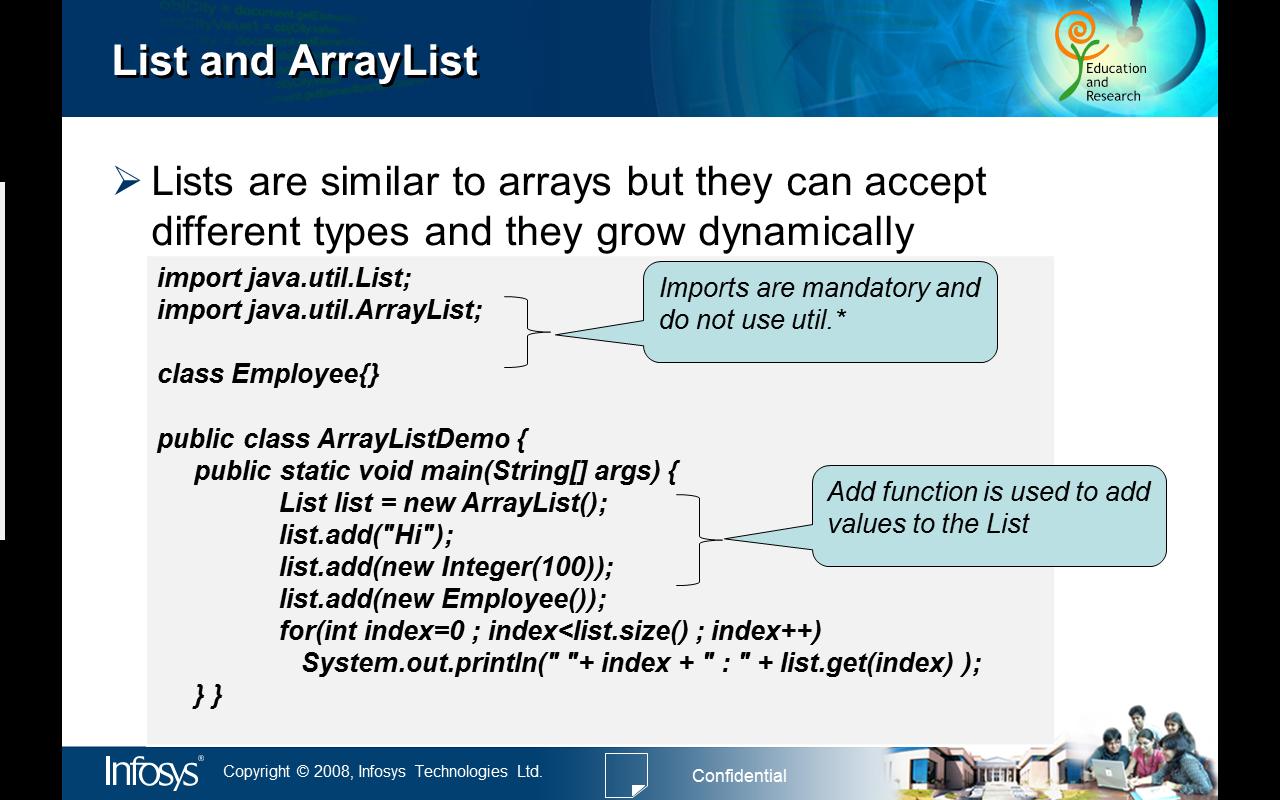 List and ArrayList
Education
and
Research
Lists are similar to arrays but they can accept
different types and they grow dynamically
import java.util.List;
import java.util.ArrayList;
Imports are mandatory and
do not use util.*
class Employee{}
public class ArrayListDemo {
public static void main(String[] args) {
List list = new ArrayList();
list.add("Hi");
list.add(new Integer(100));
list.add(new Employee());
for(int index=0 ; index<list.size() ; index++)
System.out.println(" "+ index + " : " + list.get(index) );
} }
Add function is used to add
values to the List
Infosys®
Copyright © 2008, Infosys Technologies Ltd.
Confidential